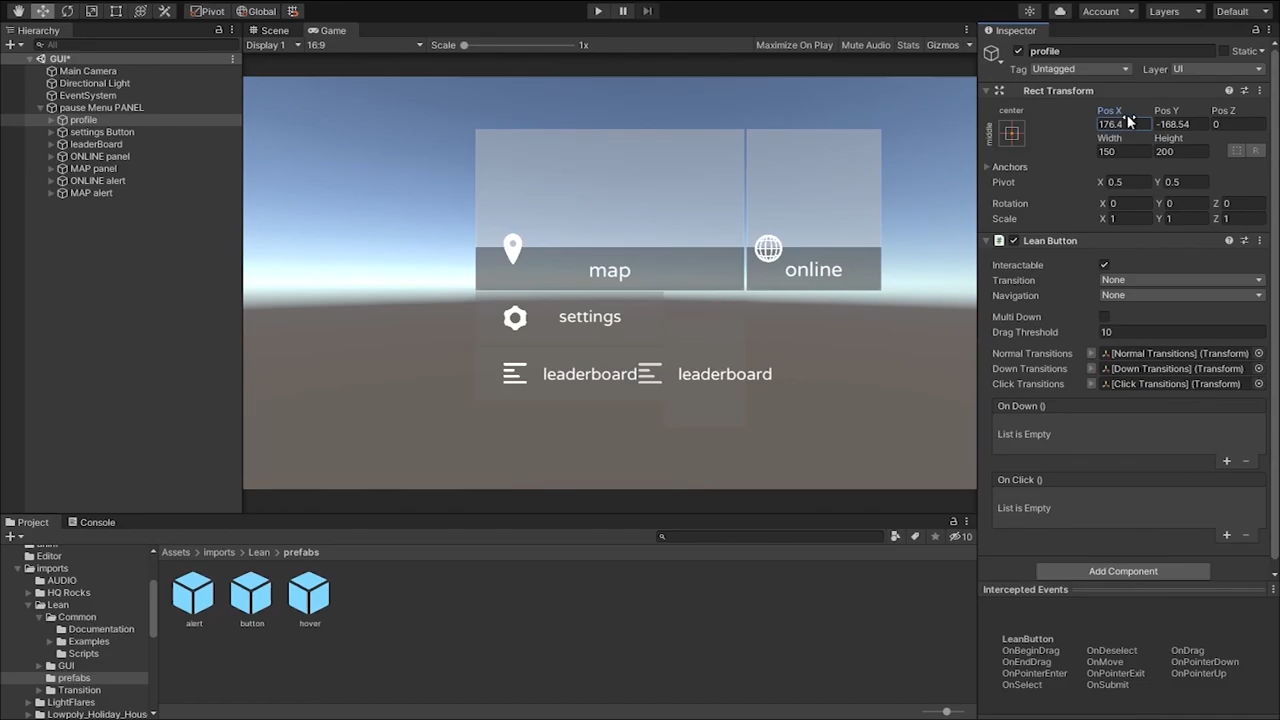 Pivot Global Account Layers Default
Hierarchy
All
GUI*
Main Camera
Directional Light
EventSystem
pause Menu PANEL
profile
settings Button
leaderBoard
ONLINE panel
MAP panel
ONLINE alert
MAP alert
Scene Game
Display 1 16:9 Scale 1x Maximize On Play Mute Audio Stats Gizmos
map online
settings
leaderboard leaderboard
Inspector
profile Static
Tag Untagged Layer UI
Rect Transform
center
middle
Pos X Pos Y Pos Z
176.4 -168.54 0
Width Height
150 200
R
Anchors
Pivot X 0.5 Y 0.5
Rotation X 0 Y 0 Z 0
Scale X 1 Y 1 Z 1
Lean Button
Interactable
Transition None
Navigation None
Multi Down
Drag Threshold 10
Normal Transitions [Normal Transitions] (Transform)
Down Transitions [Down Transitions] (Transform)
Click Transitions [Click Transitions] (Transform)
On Down ()
List is Empty
+ −
On Click ()
List is Empty
+ −
Add Component
Intercepted Events
LeanButton
OnBeginDrag OnDeselect OnDrag
OnEndDrag OnMove OnPointerDown
OnPointerEnter OnPointerExit OnPointerUp
OnSelect OnSubmit
Project Console
10
Editor
imports
AUDIO
HQ Rocks
Lean
Common
Documentation
Examples
Scripts
GUI
prefabs
Transition
LightFlares
Lowpoly_Holiday_Hous
Assets imports Lean prefabs
alert button hover